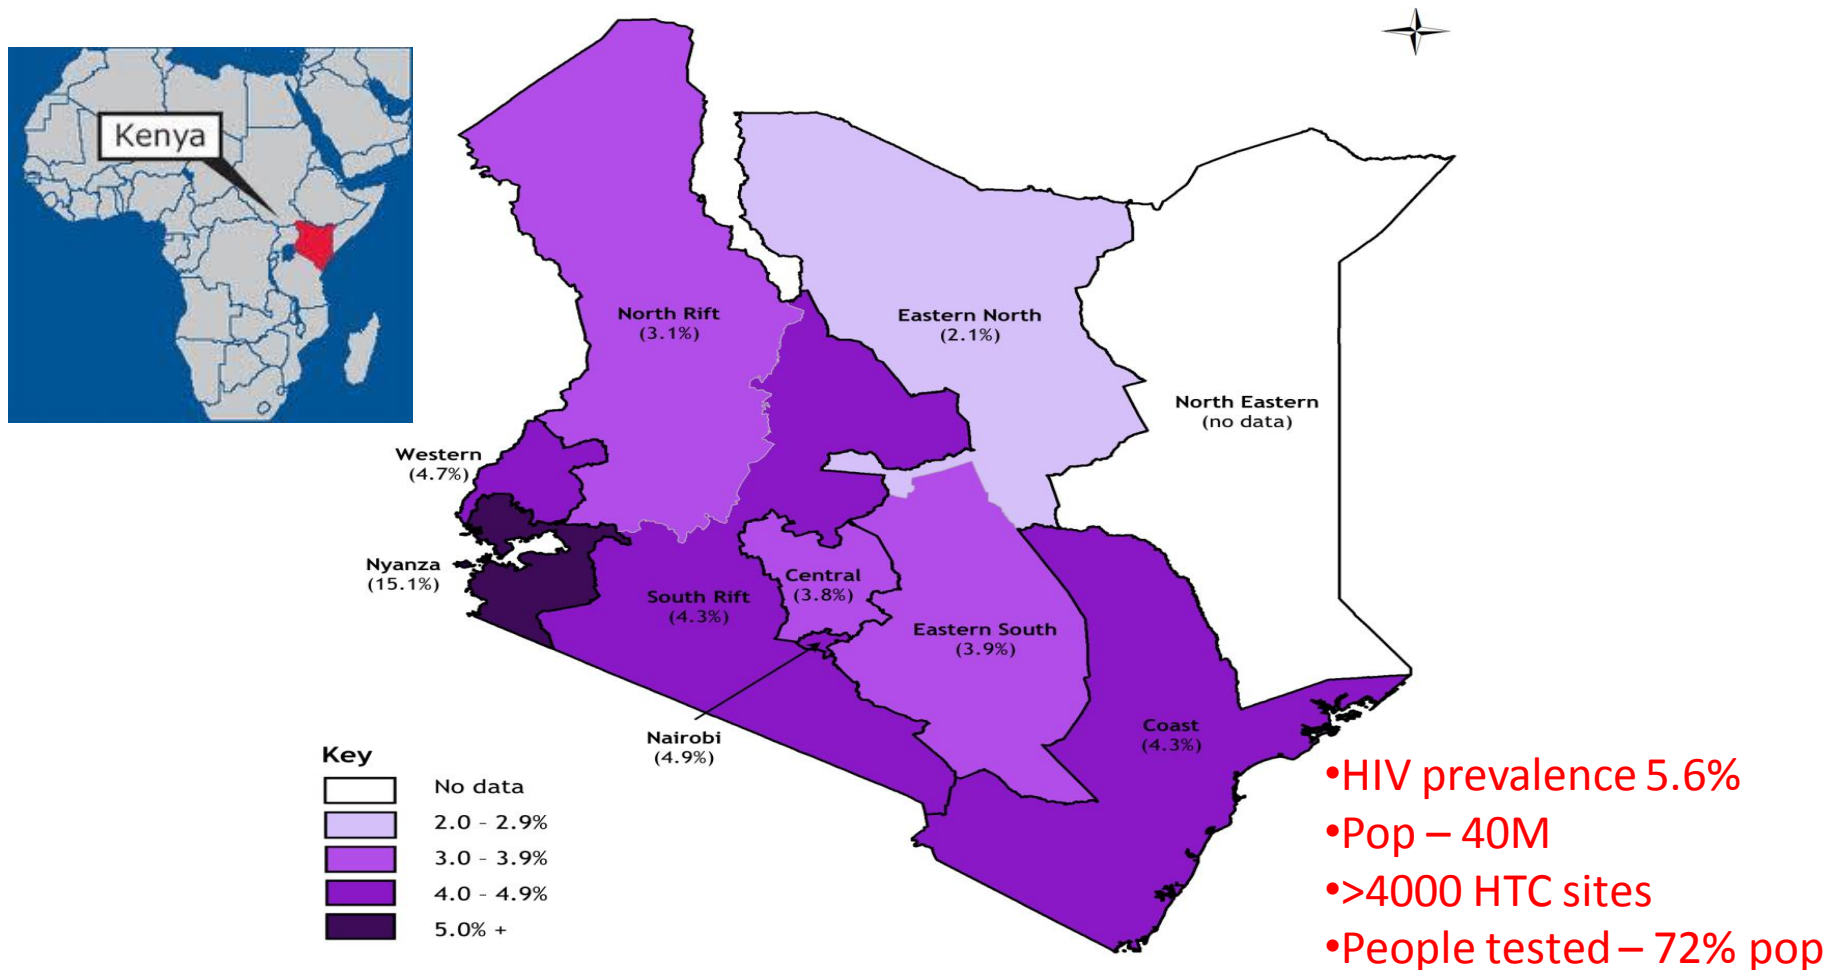 Kenya
North Rift
(3.1%)
Eastern North
(2.1%)
North Eastern
(no data)
Western
(4.7%)
Nyanza
(15.1%)
South Rift
(4.3%)
Central
(3.8%)
Eastern South
(3.9%)
Nairobi
(4.9%)
Coast
(4.3%)
Key
No data
2.0 - 2.9%
3.0 - 3.9%
4.0 - 4.9%
5.0% +
•HIV prevalence 5.6%
•Pop – 40M
•>4000 HTC sites
•People tested – 72% pop